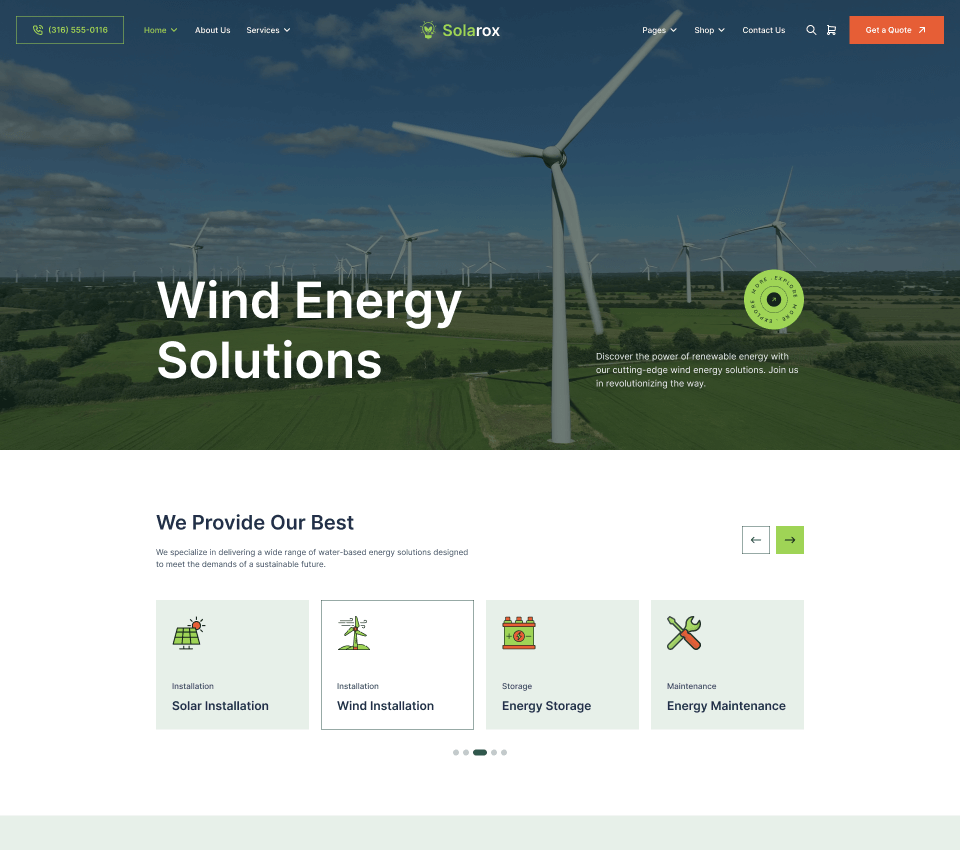 (316) 555-0116
Home
About Us
Services
Solarox
Pages
Shop
Contact Us
Get a Quote
Wind Energy
Solutions
EXPLORE MORE · EXPLORE MORE ·
Discover the power of renewable energy with
our cutting-edge wind energy solutions. Join us
in revolutionizing the way.
We Provide Our Best
We specialize in delivering a wide range of water-based energy solutions designed
to meet the demands of a sustainable future.
Installation
Solar Installation
Installation
Wind Installation
Storage
Energy Storage
Maintenance
Energy Maintenance